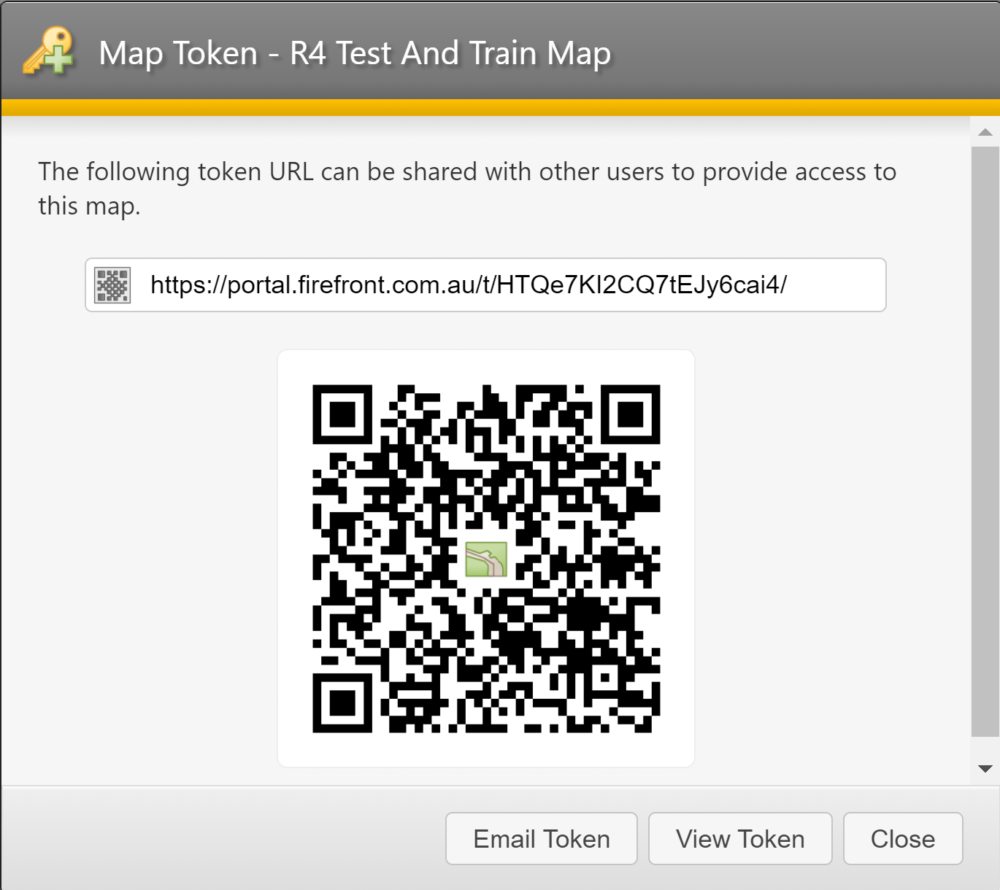 Map Token - R4 Test And Train Map
The following token URL can be shared with other users to provide access to
this map.
https://portal.firefront.com.au/t/HTQe7KI2CQ7tEJy6cai4/
Email Token
View Token
Close